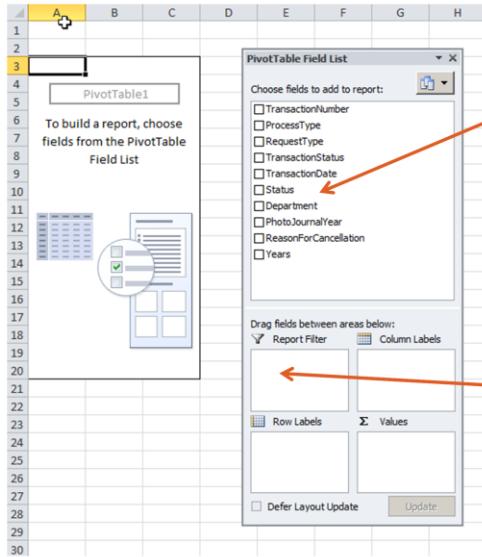 A B C D E F G H
1
2
3
4
5
6
7
8
9
10
11
12
13
14
15
16
17
18
19
20
21
22
23
24
25
26
27
28
29
30
PivotTable1
To build a report, choose
fields from the PivotTable
Field List
PivotTable Field List
Choose fields to add to report:
TransactionNumber
ProcessType
RequestType
TransactionStatus
TransactionDate
Status
Department
PhotoJournalYear
ReasonForCancellation
Years
Drag fields between areas below:
Report Filter Column Labels
Row Labels Σ Values
Defer Layout Update Update